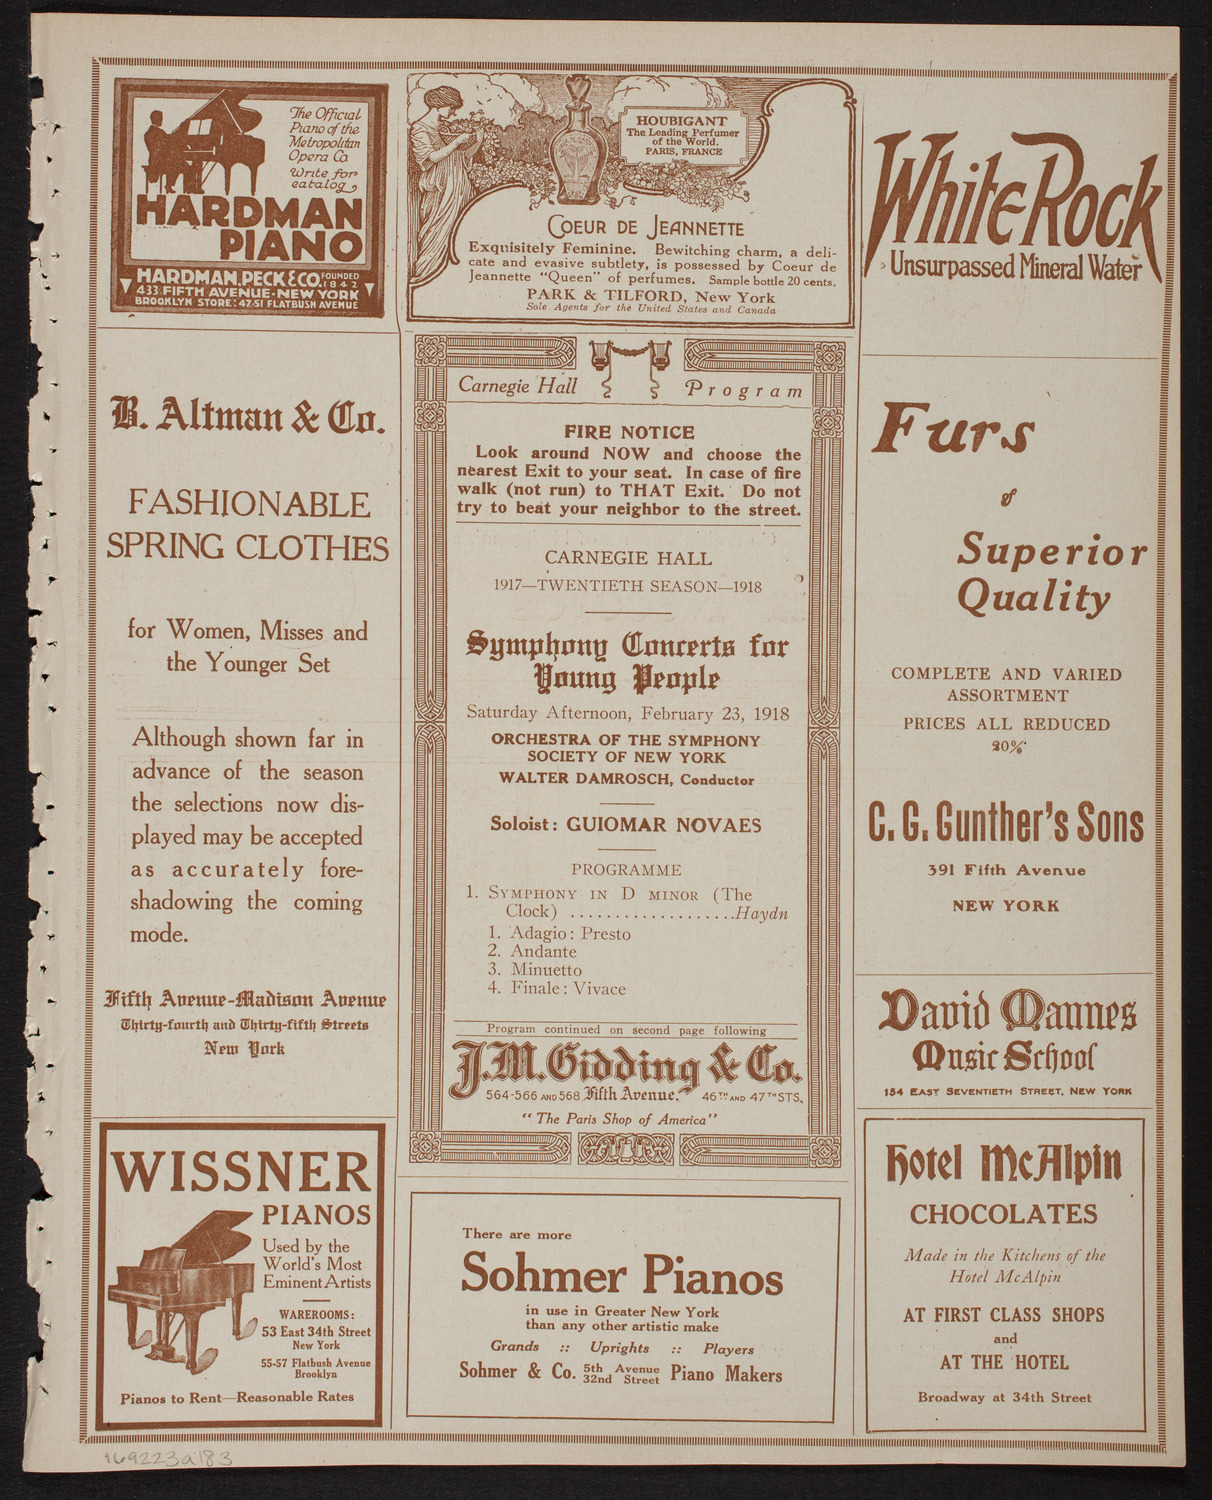 The Official
Piano of the
Metropolitan
Opera Co.
Write for
catalog
HARDMAN
PIANO
HARDMAN, PECK & CO. FOUNDED 1842
433 FIFTH AVENUE - NEW YORK
BROOKLYN STORE: 47-51 FLATBUSH AVENUE
HOUBIGANT
The Leading Perfumer
of the World.
PARIS, FRANCE
COEUR DE JEANNETTE
Exquisitely Feminine. Bewitching charm, a deli-
cate and evasive subtlety, is possessed by Coeur de
Jeannette "Queen" of perfumes. Sample bottle 20 cents.
PARK & TILFORD, New York
Sole Agents for the United States and Canada
White Rock
Unsurpassed Mineral Water
B. Altman & Co.
FASHIONABLE
SPRING CLOTHES
for Women, Misses and
the Younger Set
Although shown far in
advance of the season
the selections now dis-
played may be accepted
as accurately fore-
shadowing the coming
mode.
Fifth Avenue-Madison Avenue
Thirty-fourth and Thirty-fifth Streets
New York
Carnegie Hall Program
FIRE NOTICE
Look around NOW and choose the
nearest Exit to your seat. In case of fire
walk (not run) to THAT Exit. Do not
try to beat your neighbor to the street.
CARNEGIE HALL
1917—TWENTIETH SEASON—1918
Symphony Concerts for
Young People
Saturday Afternoon, February 23, 1918
ORCHESTRA OF THE SYMPHONY
SOCIETY OF NEW YORK
WALTER DAMROSCH, Conductor
Soloist: GUIOMAR NOVAES
PROGRAMME
1. SYMPHONY IN D MINOR (The
Clock) ...................Haydn
1. Adagio: Presto
2. Andante
3. Minuetto
4. Finale: Vivace
Program continued on second page following
J.M. Gidding & Co.
564-566 AND 568 Fifth Avenue. 46TH AND 47TH STS.
"The Paris Shop of America"
Furs
of
Superior
Quality
COMPLETE AND VARIED
ASSORTMENT
PRICES ALL REDUCED
20%
C. G. Gunther's Sons
391 Fifth Avenue
NEW YORK
David Mannes
Music School
154 EAST SEVENTIETH STREET, NEW YORK
WISSNER
PIANOS
Used by the
World's Most
Eminent Artists
WAREROOMS:
53 East 34th Street
New York
55-57 Flatbush Avenue
Brooklyn
Pianos to Rent—Reasonable Rates
There are more
Sohmer Pianos
in use in Greater New York
than any other artistic make
Grands :: Uprights :: Players
Sohmer & Co. 5th Avenue 32nd Street Piano Makers
Hotel McAlpin
CHOCOLATES
Made in the Kitchens of the
Hotel McAlpin
AT FIRST CLASS SHOPS
and
AT THE HOTEL
Broadway at 34th Street
169223a183